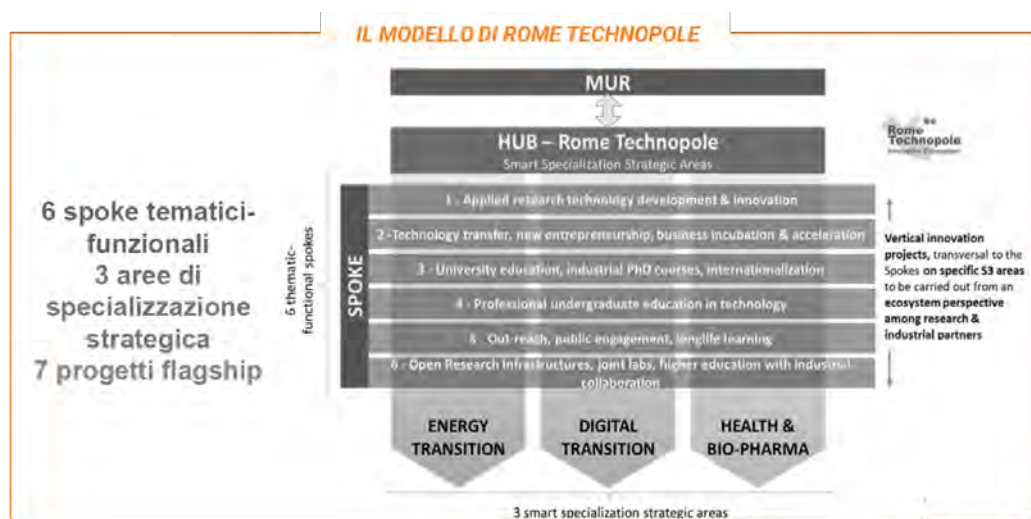 IL MODELLO DI ROME TECHNOPOLE
MUR
HUB – Rome Technopole
Smart Specialization Strategic Areas
Rome
Technopole
6 spoke tematici-
funzionali
3 aree di
specializzazione
strategica
7 progetti flagship
6 thematic-
functional spokes
SPOKE
1 - Applied research technology development & innovation
2 -Technology transfer, new entrepreneurship, business incubation & acceleration
3 - University education, industrial PhD courses, internationalization
4 - Professional undergraduate education in technology
5 - Out-reach, public engagement, longlife learning
6 - Open Research Infrastructures, joint labs, higher education with industrial
collaboration
Vertical innovation
projects, transversal to the
Spokes on specific S3 areas
to be carried out from an
ecosystem perspective
among research &
industrial partners
ENERGY
TRANSITION
DIGITAL
TRANSITION
HEALTH &
BIO-PHARMA
3 smart specialization strategic areas